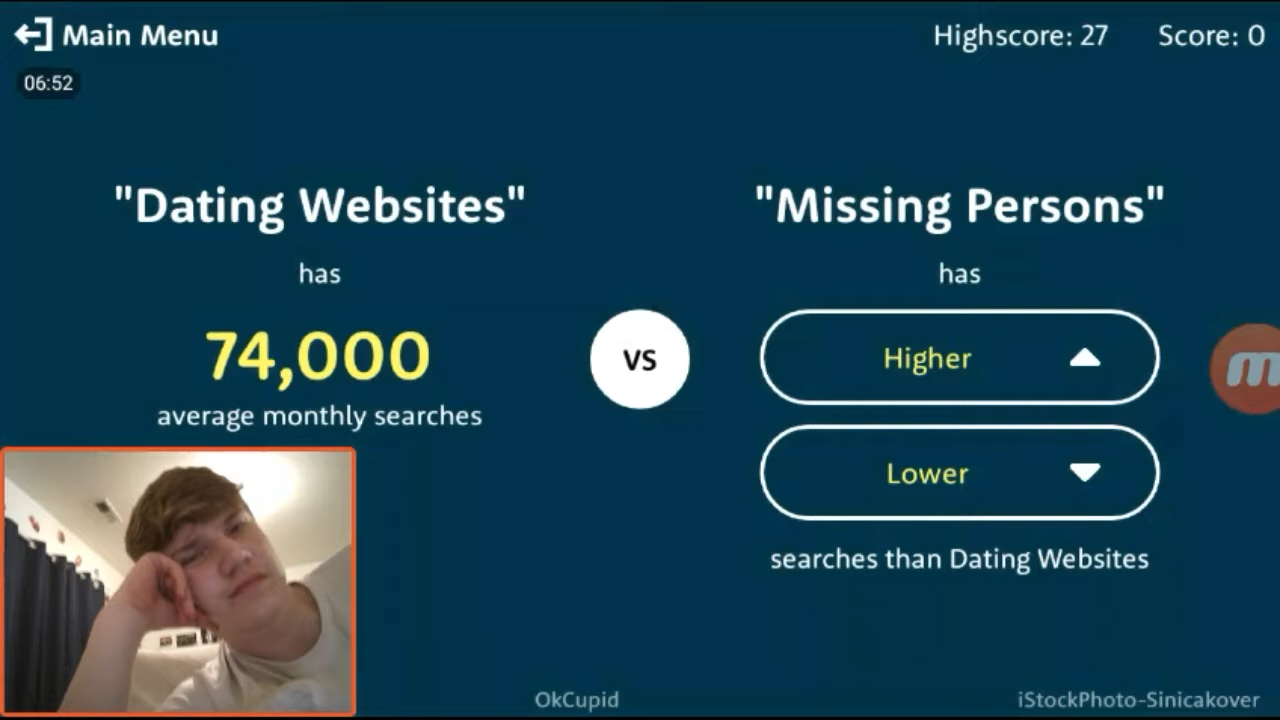 Main Menu
Highscore: 27
Score: 0
06:52
"Dating Websites"
has
74,000
average monthly searches
VS
"Missing Persons"
has
Higher
Lower
searches than Dating Websites
m
OkCupid
iStockPhoto-Sinicakover